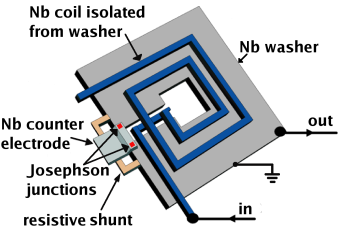 Nb coil isolated
from washer
Nb washer
out
Nb counter
electrode
Josephson
junctions
in
resistive shunt